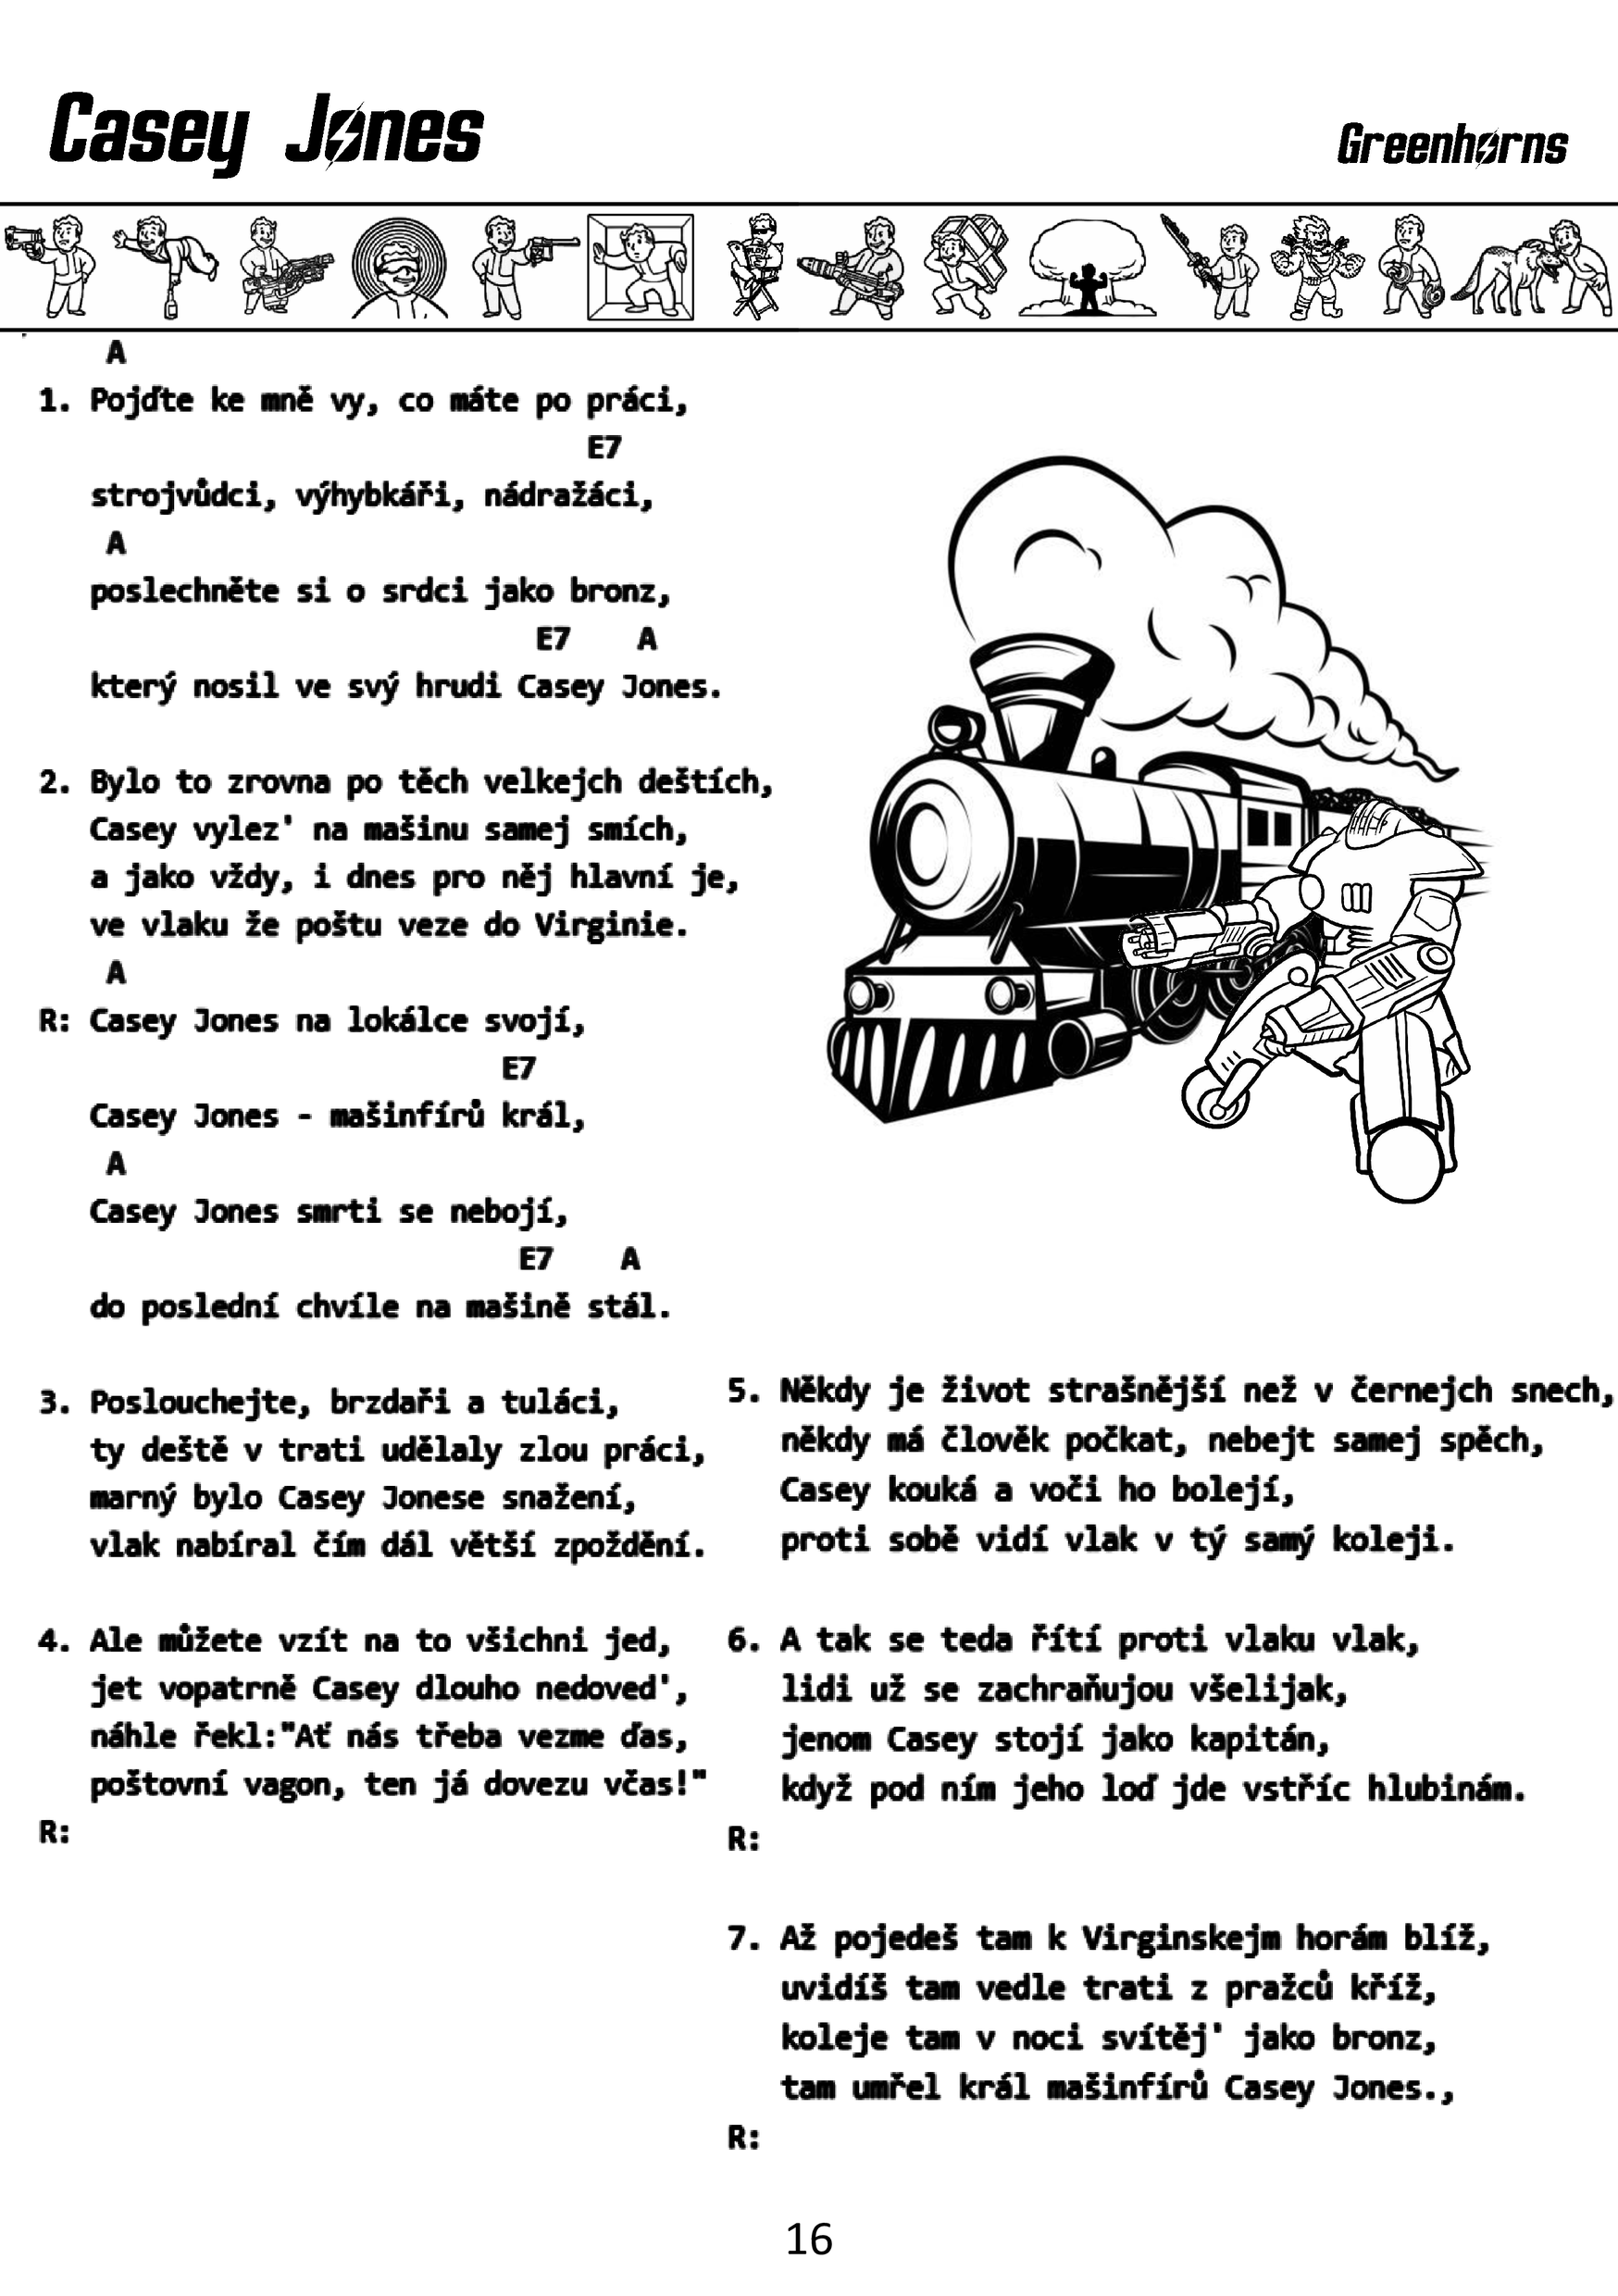 Casey Jones
Greenhorns
A
1. Pojďte ke mně vy, co máte po práci,
E7
strojvůdci, výhybkáři, nádražáci,
A
poslechněte si o srdci jako bronz,
E7 A
který nosil ve svý hrudi Casey Jones.
2. Bylo to zrovna po těch velkejch deštích,
Casey vylez' na mašinu samej smích,
a jako vždy, i dnes pro něj hlavní je,
ve vlaku že poštu veze do Virginie.
A
R: Casey Jones na lokálce svojí,
E7
Casey Jones - mašinfírů král,
A
Casey Jones smrti se nebojí,
E7 A
do poslední chvíle na mašině stál.
3. Poslouchejte, brzdaři a tuláci,
ty deště v trati udělaly zlou práci,
marný bylo Casey Jonese snažení,
vlak nabíral čím dál větší zpoždění.
4. Ale můžete vzít na to všichni jed,
jet vopatrně Casey dlouho nedoved',
náhle řekl:"Ať nás třeba vezme ďas,
poštovní vagon, ten já dovezu včas!"
R:
5. Někdy je život strašnější než v černejch snech,
někdy má člověk počkat, nebejt samej spěch,
Casey kouká a voči ho bolejí,
proti sobě vidí vlak v tý samý koleji.
6. A tak se teda řítí proti vlaku vlak,
lidi už se zachraňujou všelijak,
jenom Casey stojí jako kapitán,
když pod ním jeho loď jde vstříc hlubinám.
R:
7. Až pojedeš tam k Virginskejm horám blíž,
uvidíš tam vedle trati z pražců kříž,
koleje tam v noci svítěj' jako bronz,
tam umřel král mašinfírů Casey Jones.,
R:
16